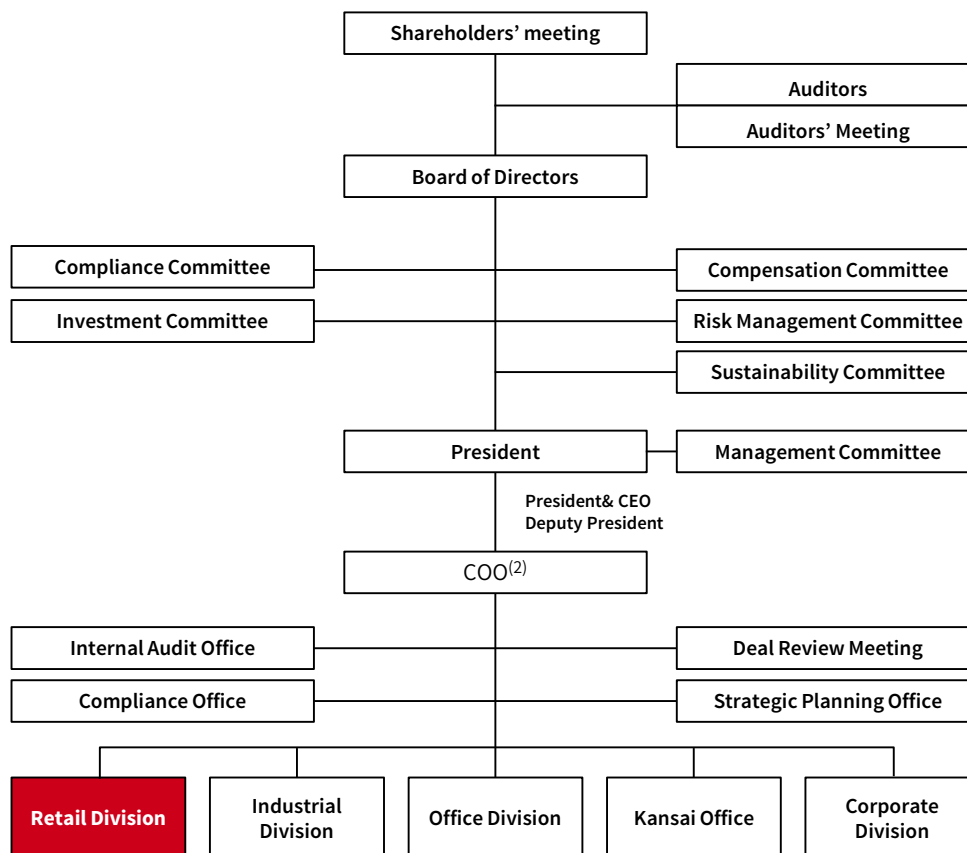 Shareholders’ meeting
Auditors
Auditors’ Meeting
Board of Directors
Compliance Committee
Compensation Committee
Investment Committee
Risk Management Committee
Sustainability Committee
President
Management Committee
President& CEO
Deputy President
COO(2)
Internal Audit Office
Deal Review Meeting
Compliance Office
Strategic Planning Office
Retail Division
Industrial
Division
Office Division
Kansai Office
Corporate
Division